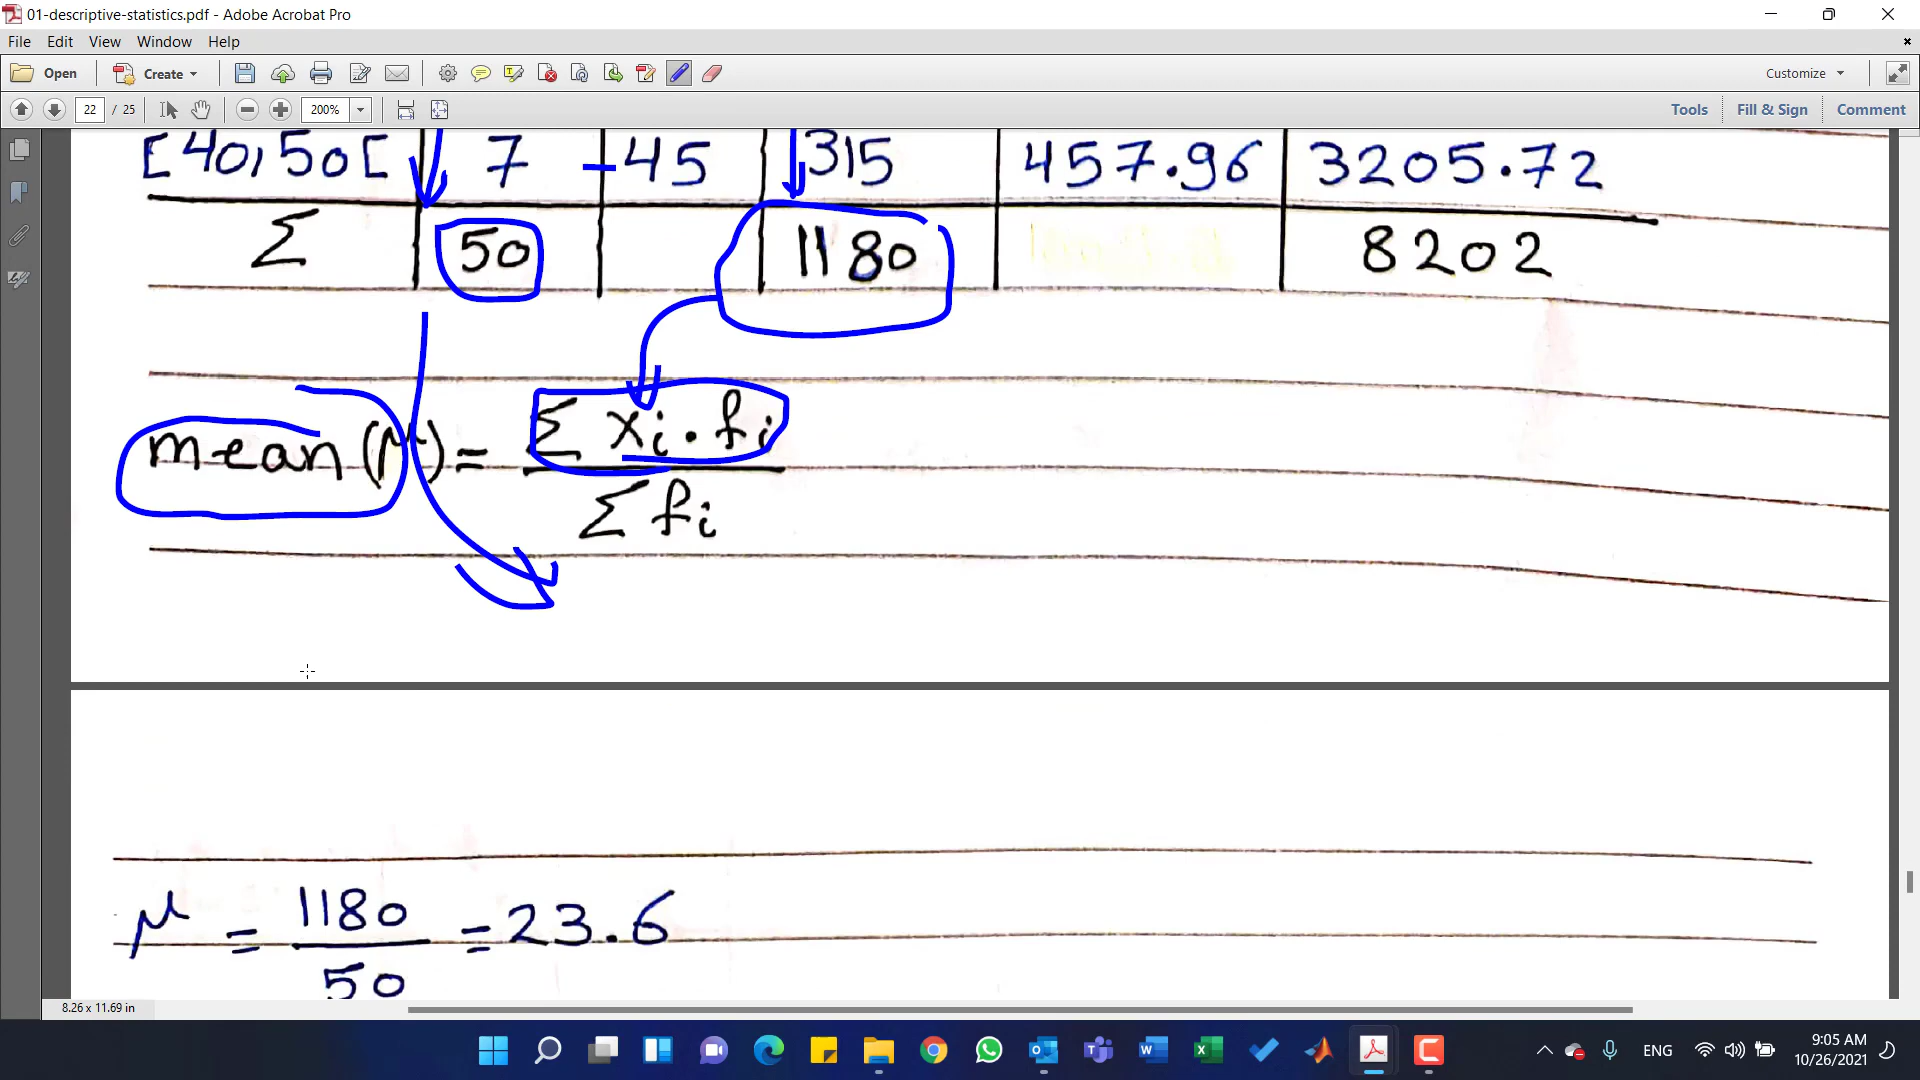 01-descriptive-statistics.pdf - Adobe Acrobat Pro
File Edit View Window Help
Open Create Customize
22 / 25 200% Tools Fill & Sign Comment
[40,50[ 7 45 315 457.96 3205.72
Σ 50 1180 8202
mean(μ) = Σ xi . fi
Σ fi
μ = 1180 = 23.6
50
8.26 x 11.69 in
ENG 9:05 AM
10/26/2021